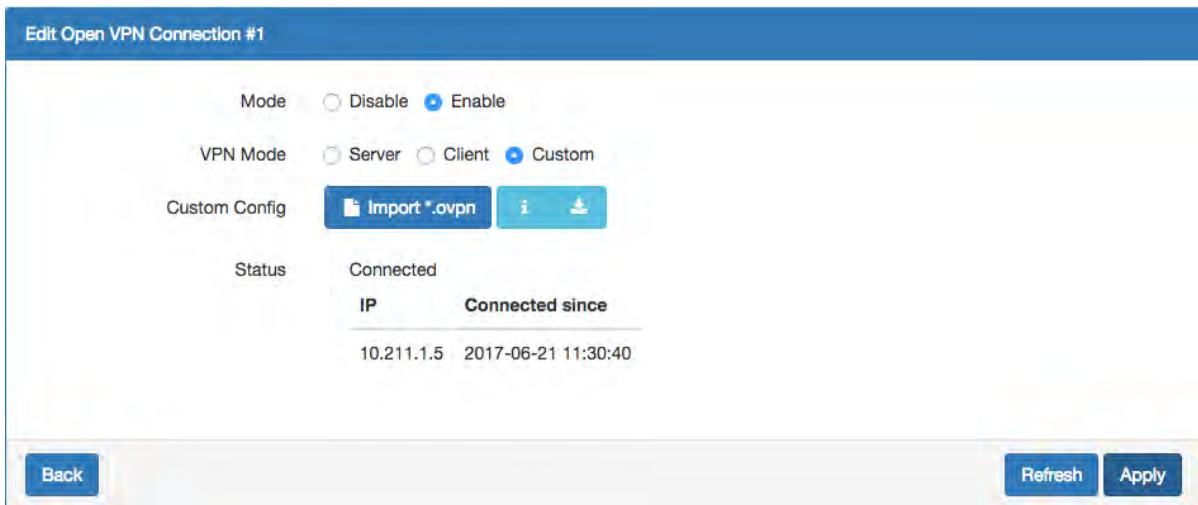 Edit Open VPN Connection #1
Mode Disable Enable
VPN Mode Server Client Custom
Custom Config Import *.ovpn i
Status Connected
IP Connected since
10.211.1.5 2017-06-21 11:30:40
Back Refresh Apply